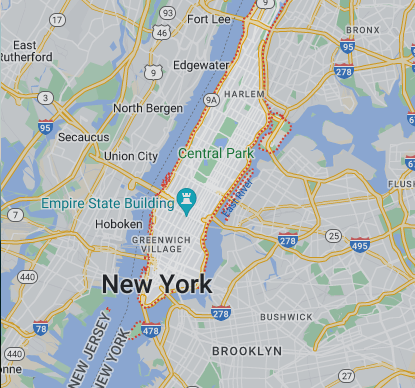 Fort Lee
9
17
93
46
BRONX
East
Rutherford
95
Edgewater
9
278
3
North Bergen
9A
HARLEM
95
Secaucus
Union City
Central Park
Empire State Building
East River
FLUSH
7
Hoboken
GREENWICH
VILLAGE
278
25
495
440
New York
278
78
478
BUSHWICK
NEW JERSEY
NEW YORK
440
BROOKLYN
27
onne